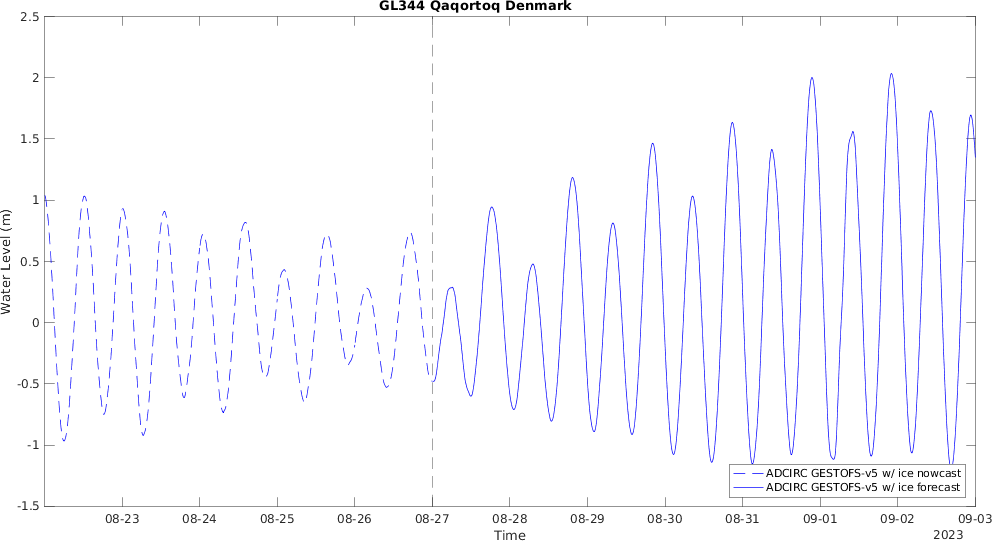 GL344 Qaqortoq Denmark
2.5
2
1.5
1
0.5
0
-0.5
-1
-1.5
Water Level (m)
ADCIRC GESTOFS-v5 w/ ice nowcast
ADCIRC GESTOFS-v5 w/ ice forecast
08-23 08-24 08-25 08-26 08-27 08-28 08-29 08-30 08-31 09-01 09-02 09-03
Time
2023